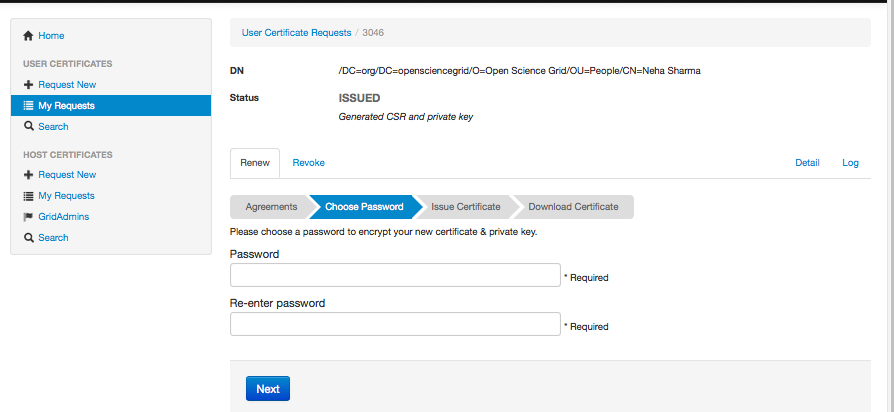 Home
USER CERTIFICATES
Request New
My Requests
Search
HOST CERTIFICATES
Request New
My Requests
GridAdmins
Search
User Certificate Requests / 3046
DN /DC=org/DC=opensciencegrid/O=Open Science Grid/OU=People/CN=Neha Sharma
Status ISSUED
Generated CSR and private key
Renew Revoke Detail Log
Agreements Choose Password Issue Certificate Download Certificate
Please choose a password to encrypt your new certificate & private key.
Password
* Required
Re-enter password
* Required
Next